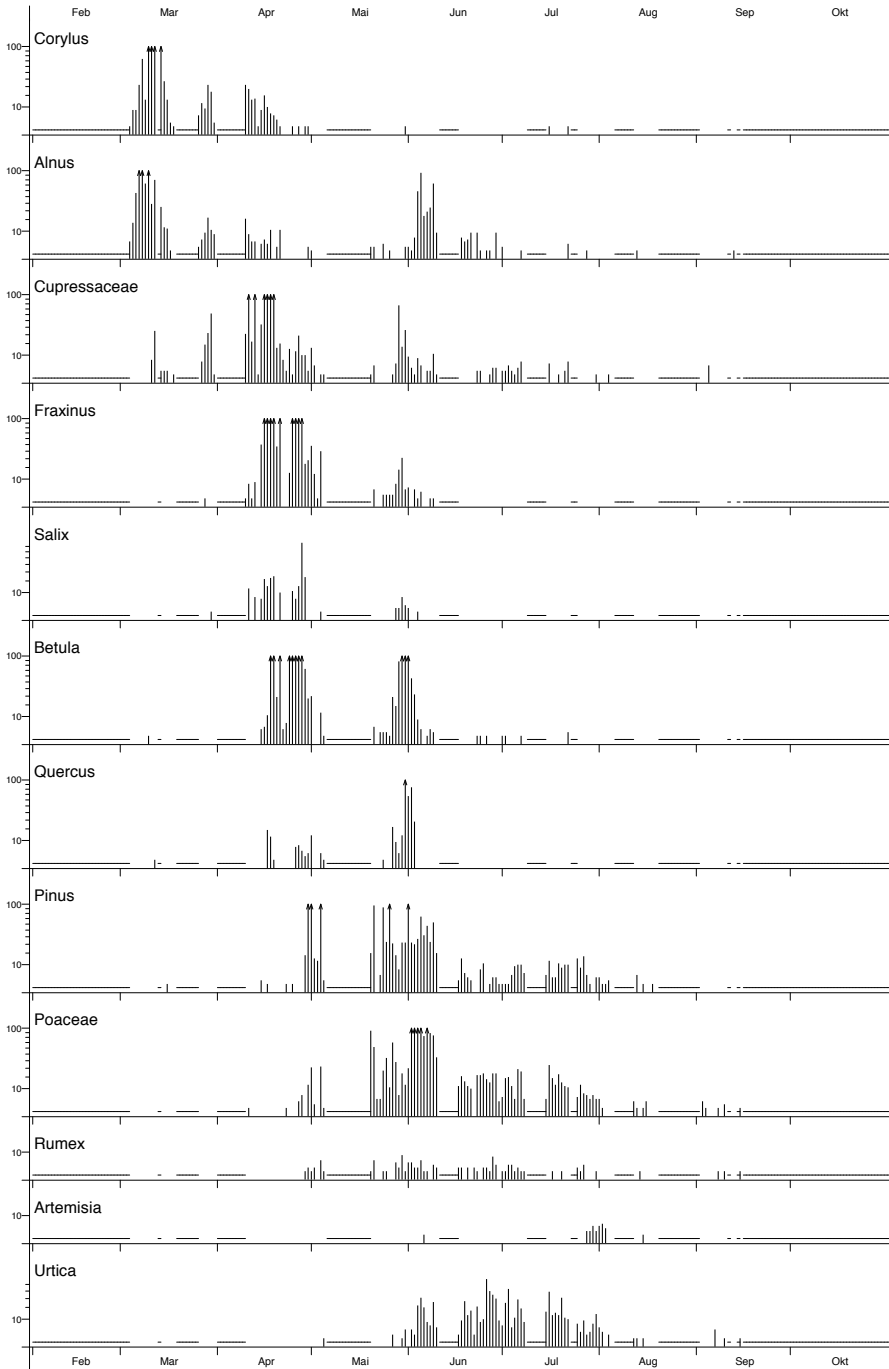 Feb Mar Apr Mai Jun Jul Aug Sep Okt
Corylus
100
10
Alnus
100
10
Cupressaceae
100
10
Fraxinus
100
10
Salix
10
Betula
100
10
Quercus
100
10
Pinus
100
10
Poaceae
100
10
Rumex
10
Artemisia
10
Urtica
10
Feb Mar Apr Mai Jun Jul Aug Sep Okt